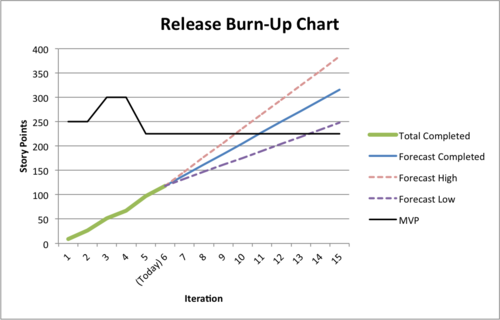 Release Burn-Up Chart
400
350
300
250
200
150
100
50
0
Story Points
1
2
3
4
5
(Today) 6
7
8
9
10
11
12
13
14
15
Iteration
Total Completed
Forecast Completed
Forecast High
Forecast Low
MVP